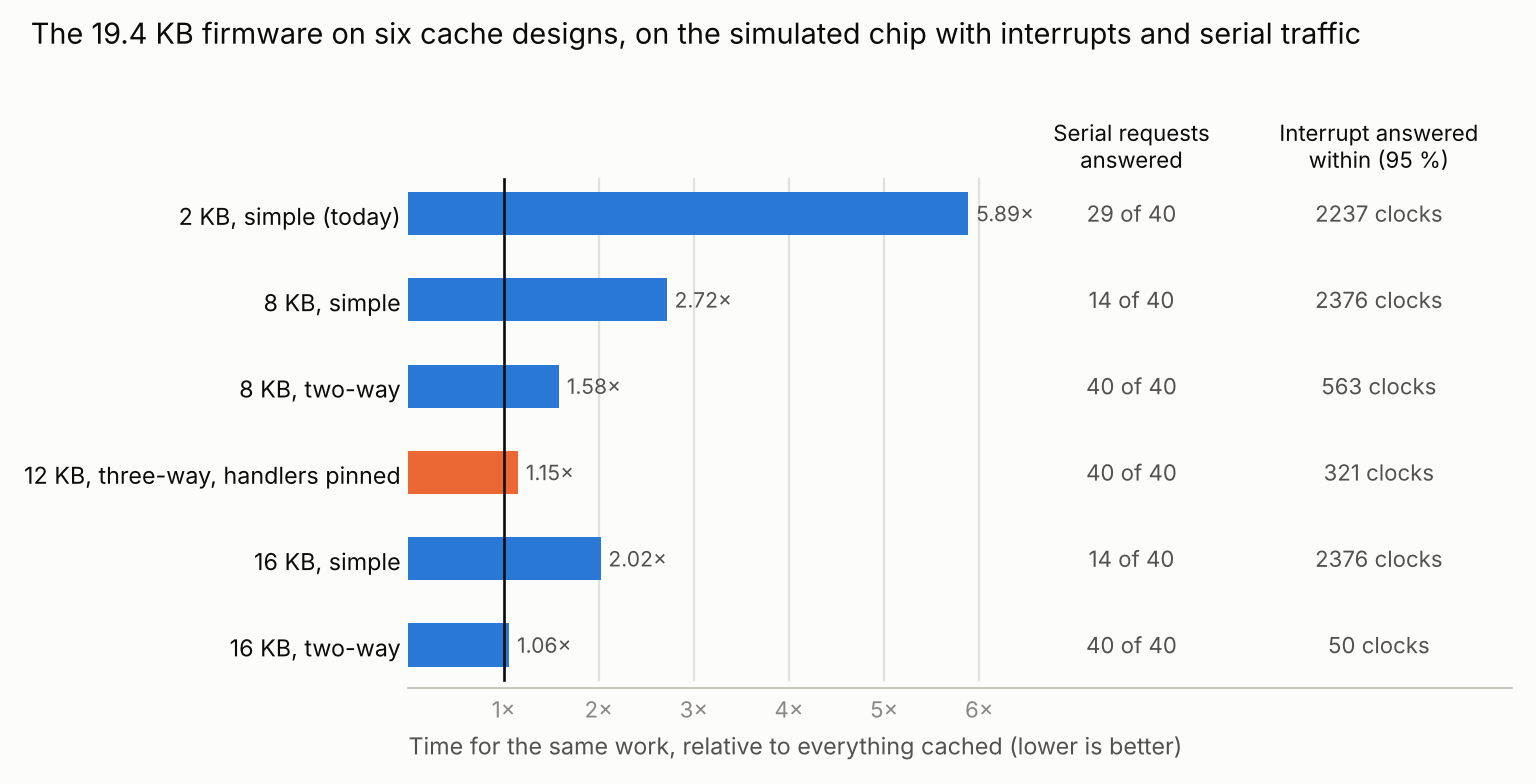 The 19.4 KB firmware on six cache designs, on the simulated chip with interrupts and serial traffic
Serial requests
answered
Interrupt answered
within (95 %)
2 KB, simple (today)
5.89×
29 of 40
2237 clocks
8 KB, simple
2.72×
14 of 40
2376 clocks
8 KB, two-way
1.58×
40 of 40
563 clocks
12 KB, three-way, handlers pinned
1.15×
40 of 40
321 clocks
16 KB, simple
2.02×
14 of 40
2376 clocks
16 KB, two-way
1.06×
40 of 40
50 clocks
1× 2× 3× 4× 5× 6×
Time for the same work, relative to everything cached (lower is better)